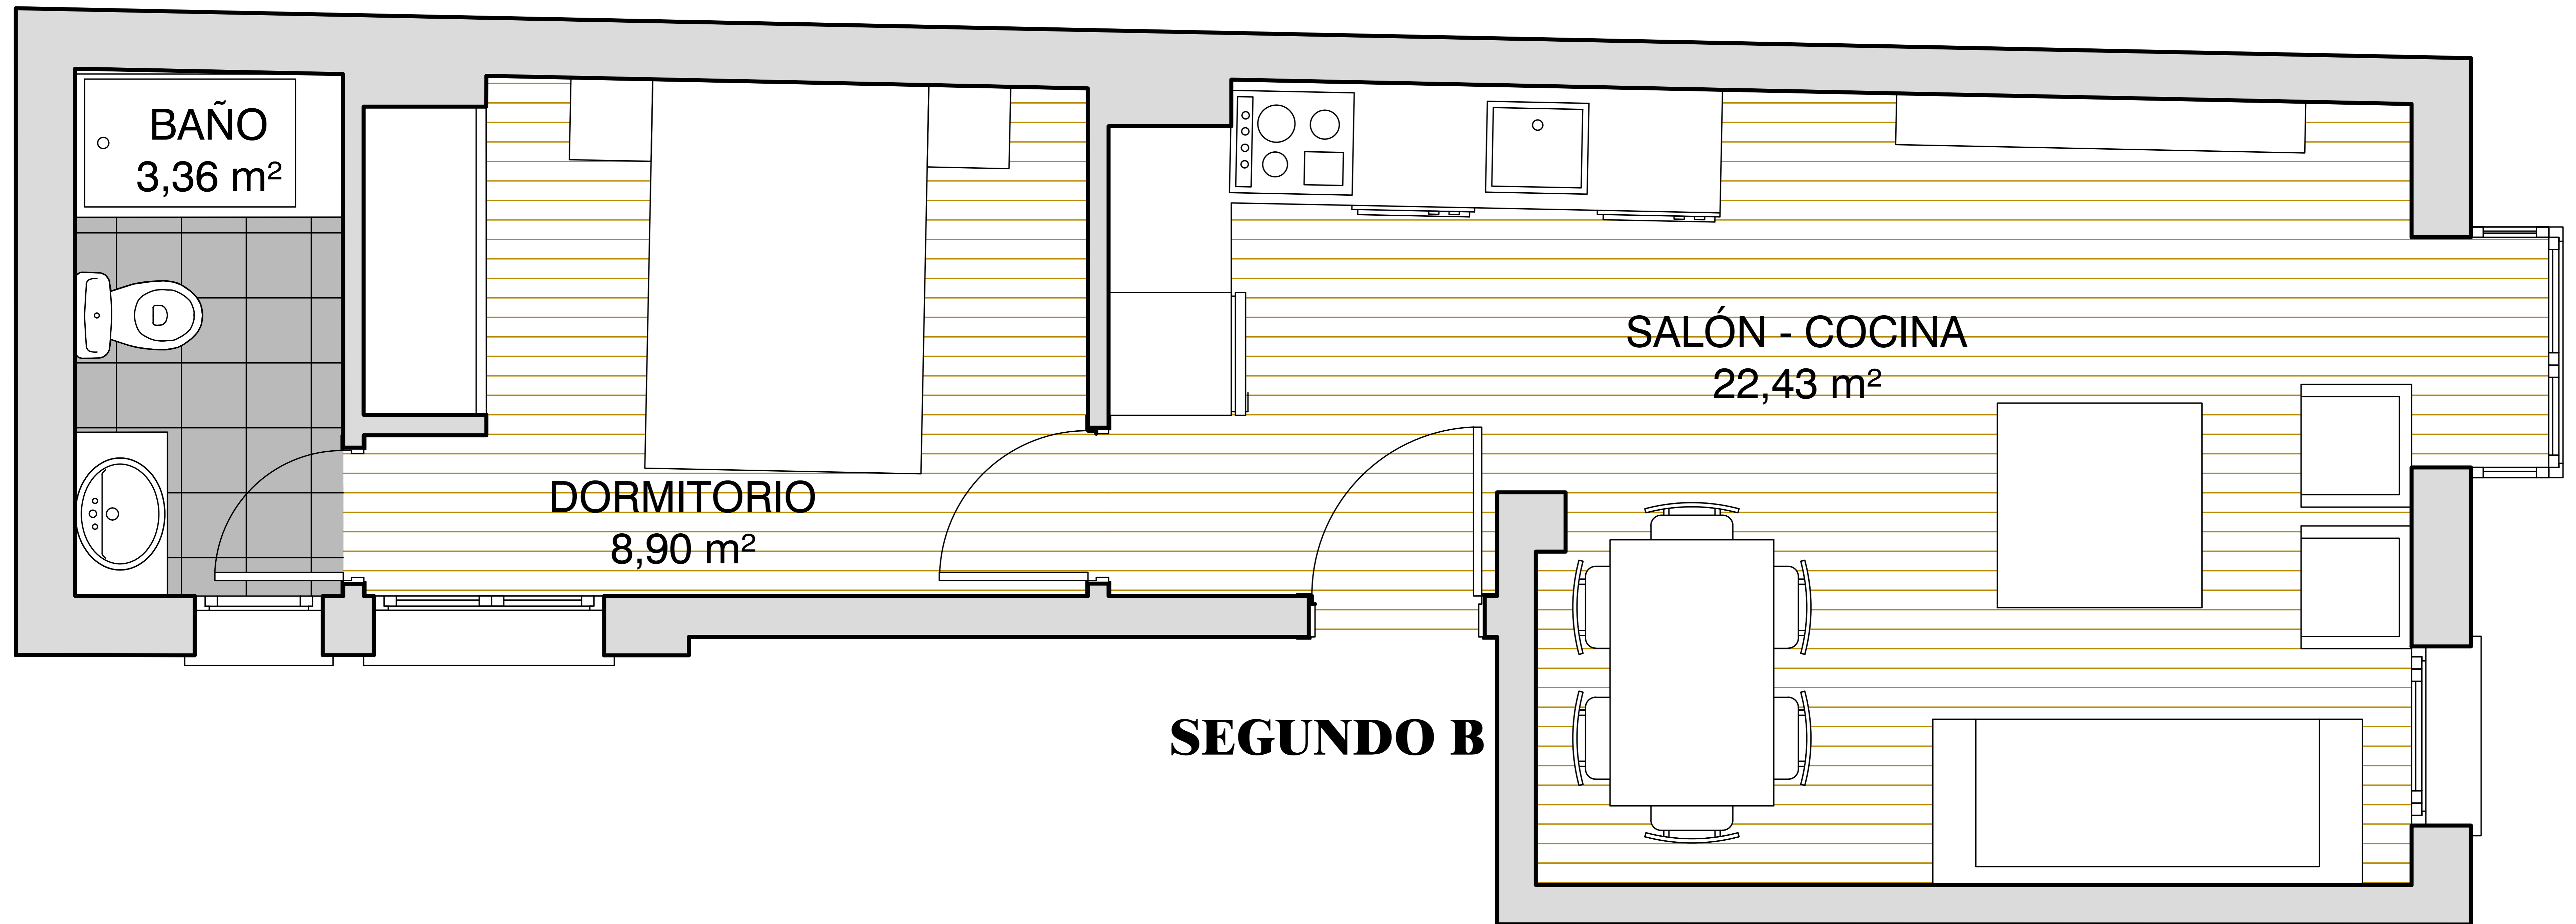 BAÑO
3,36 m²
DORMITORIO
8,90 m²
SALÓN - COCINA
22,43 m²
SEGUNDO B